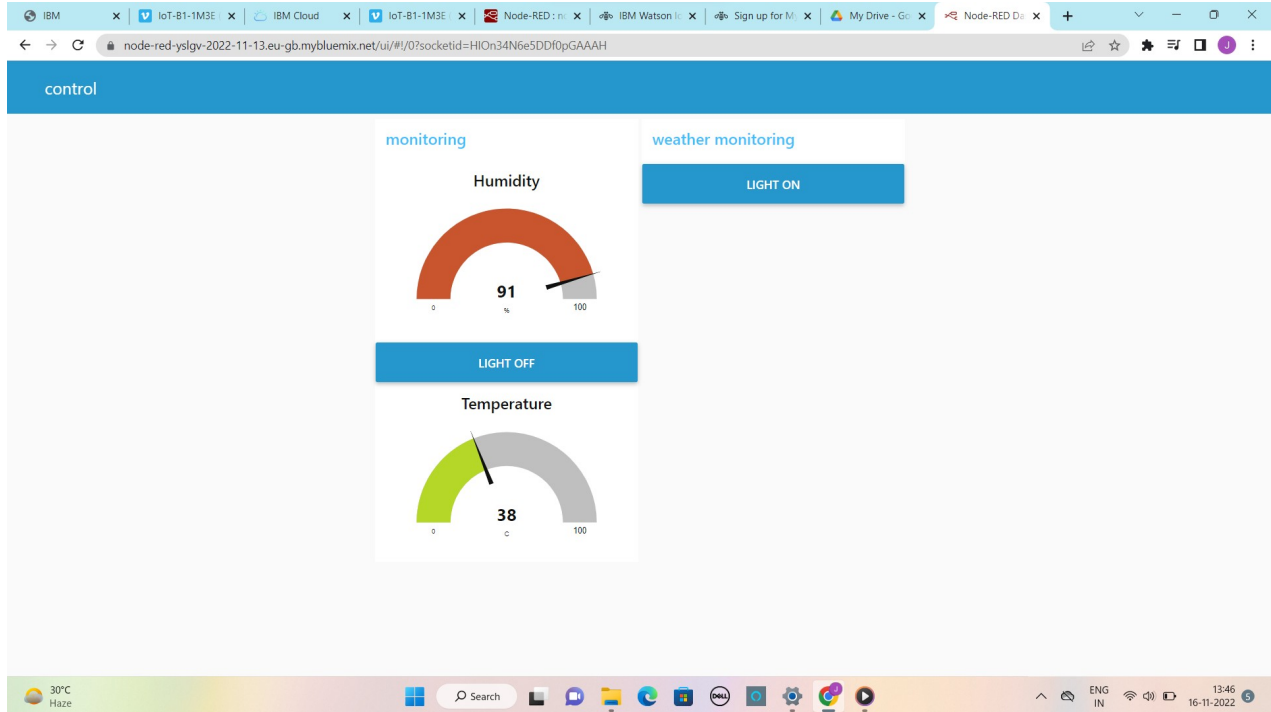 IBM
IoT-B1-1M3E
IBM Cloud
IoT-B1-1M3E
Node-RED : n
IBM Watson I
Sign up for M
My Drive - Go
Node-RED Da
node-red-yslgv-2022-11-13.eu-gb.mybluemix.net/ui/#!/0?socketid=HIOn34N6e5DDf0pGAAAH
J
control
monitoring
Humidity
91
%
0
100
LIGHT OFF
Temperature
38
C
0
100
weather monitoring
LIGHT ON
30°C
Haze
Search
DELL
ENG
IN
13:46
16-11-2022
5